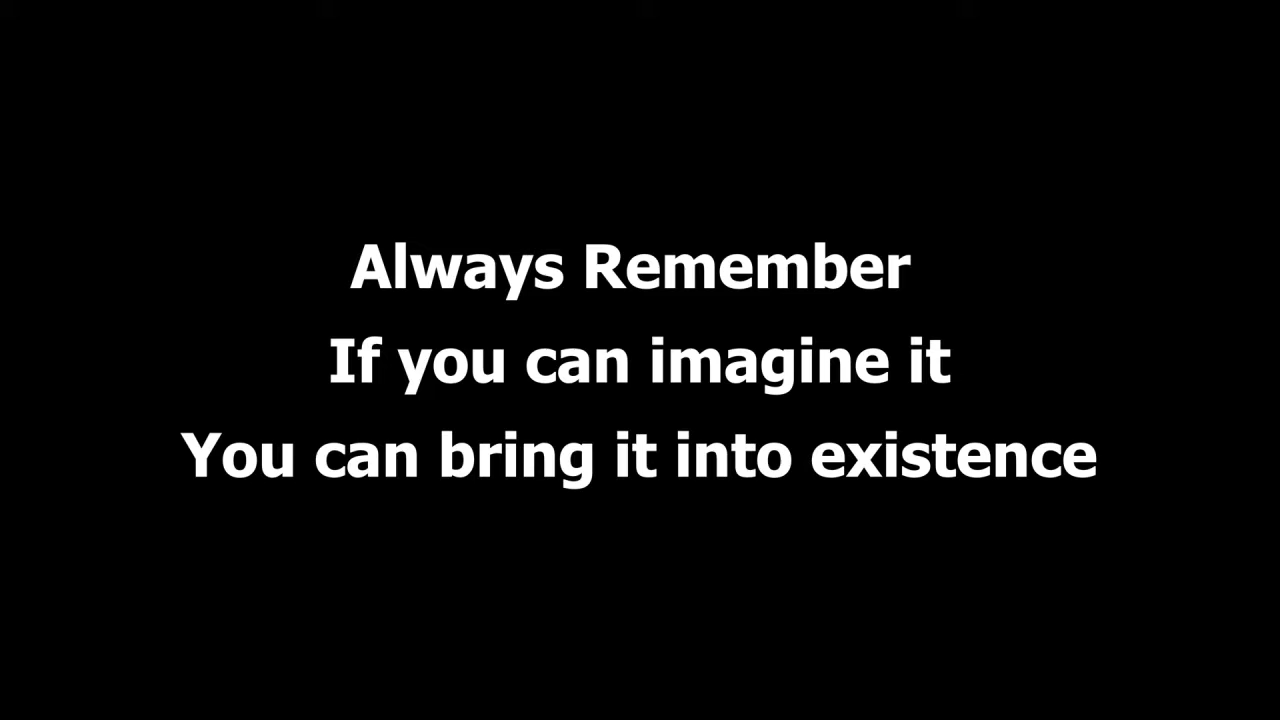 Always Remember
If you can imagine it
You can bring it into existence